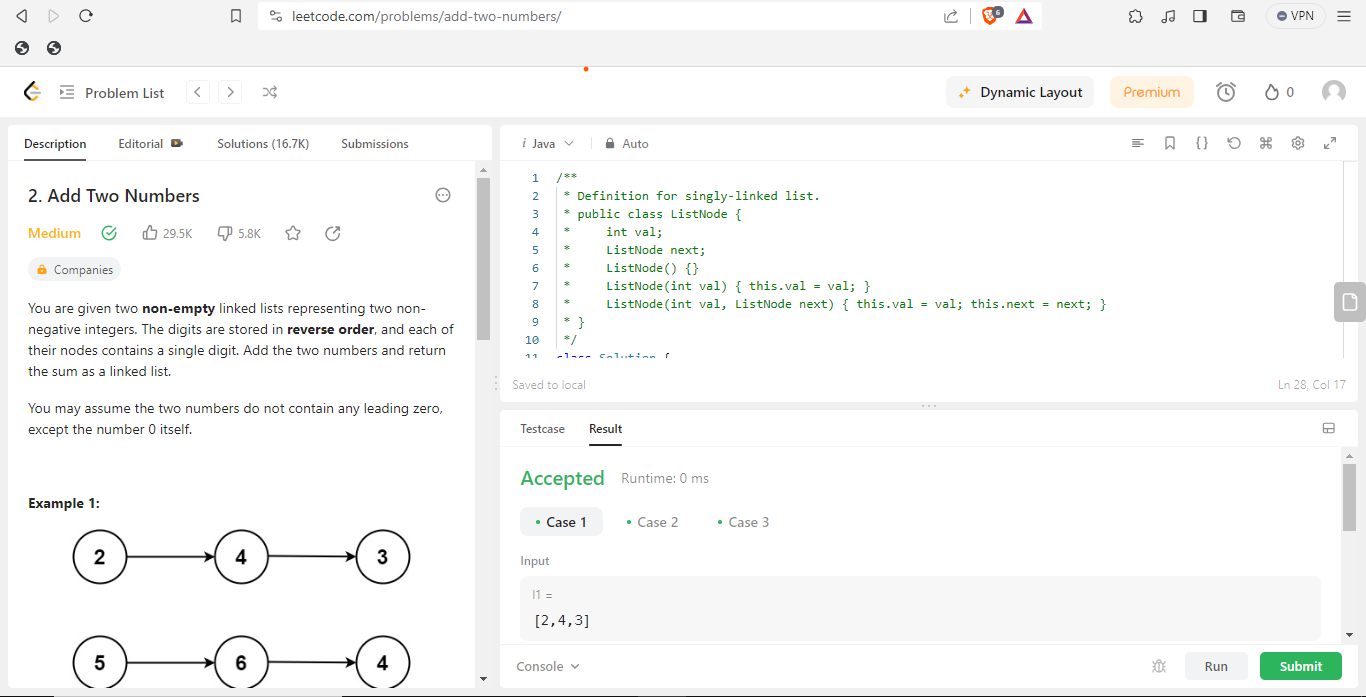 leetcode.com/problems/add-two-numbers/
6
VPN
Problem List
Dynamic Layout
Premium
0
Description
Editorial
Solutions (16.7K)
Submissions
2. Add Two Numbers
Medium
29.5K
5.8K
Companies
You are given two non-empty linked lists representing two non-
negative integers. The digits are stored in reverse order, and each of
their nodes contains a single digit. Add the two numbers and return
the sum as a linked list.
You may assume the two numbers do not contain any leading zero,
except the number 0 itself.
Example 1:
2 4 3
5 6 4
i Java
Auto
1 /**
2 * Definition for singly-linked list.
3 * public class ListNode {
4 *     int val;
5 *     ListNode next;
6 *     ListNode() {}
7 *     ListNode(int val) { this.val = val; }
8 *     ListNode(int val, ListNode next) { this.val = val; this.next = next; }
9 * }
10 */
11 class Solution {
Saved to local
Ln 28, Col 17
Testcase
Result
Accepted
Runtime: 0 ms
• Case 1
• Case 2
• Case 3
Input
l1 =
[2,4,3]
Console
Run
Submit